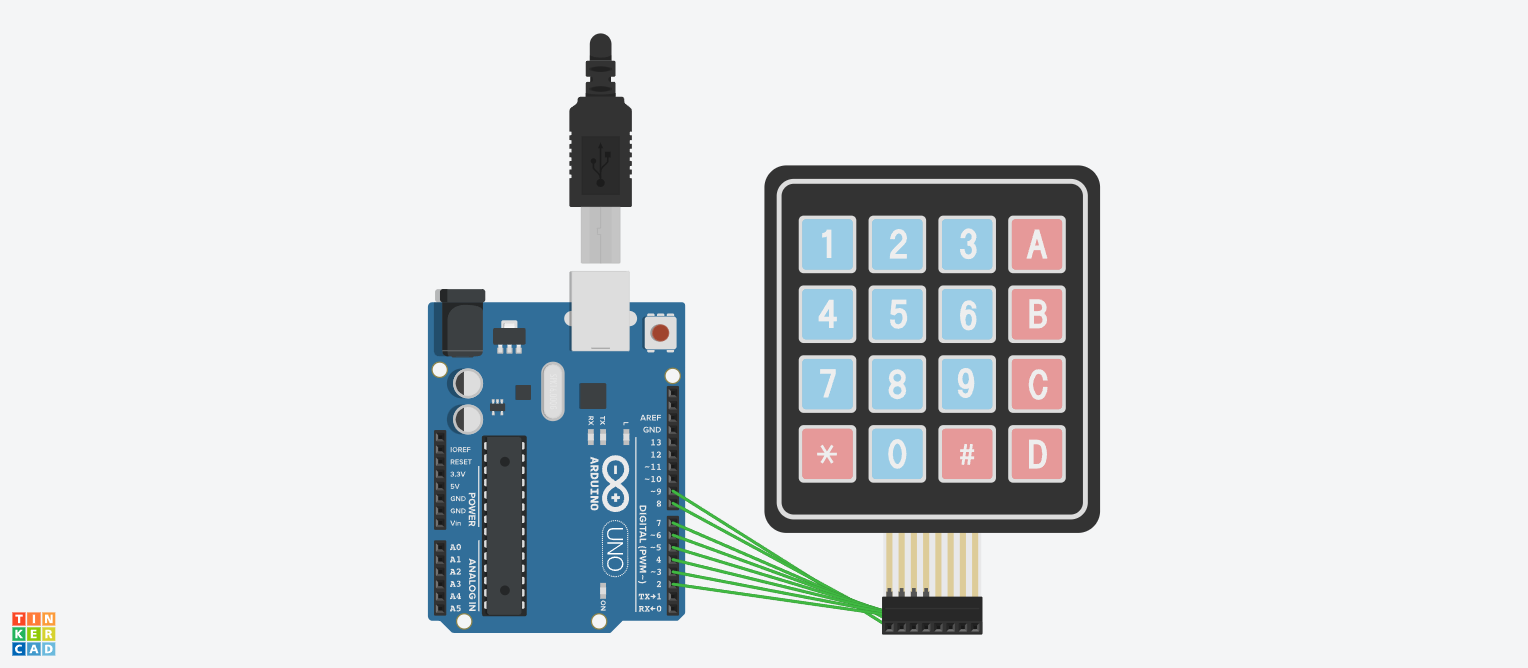 1 2 3 A
4 5 6 B
7 8 9 C
* 0 # D
RX TX L
AREF
GND
13
12
~11
~10
~9
8
7
~6
~5
4
~3
2
TX→1
RX←0
DIGITAL (PWM~)
ARDUINO
UNO
ON
IOREF
RESET
3.3V
5V
GND
GND
Vin
POWER
A0
A1
A2
A3
A4
A5
ANALOG IN
TIN
KER
CAD